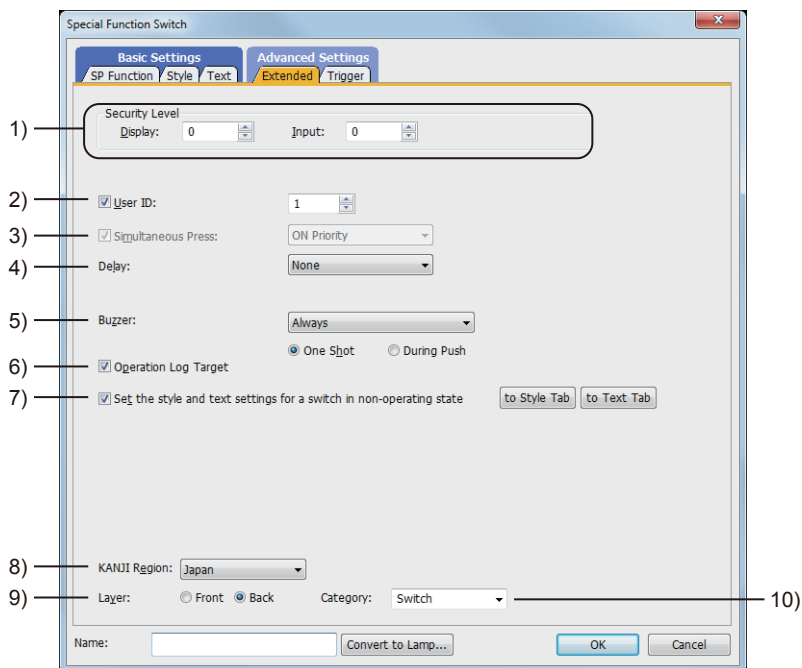 Special Function Switch
Basic Settings Advanced Settings
SP Function Style Text Extended Trigger
Security Level
1) Display: 0 Input: 0
2) User ID: 1
3) Simultaneous Press: ON Priority
4) Delay: None
5) Buzzer: Always
One Shot During Push
6) Operation Log Target
7) Set the style and text settings for a switch in non-operating state to Style Tab to Text Tab
8) KANJI Region: Japan
9) Layer: Front Back Category: Switch 10)
Name: Convert to Lamp... OK Cancel